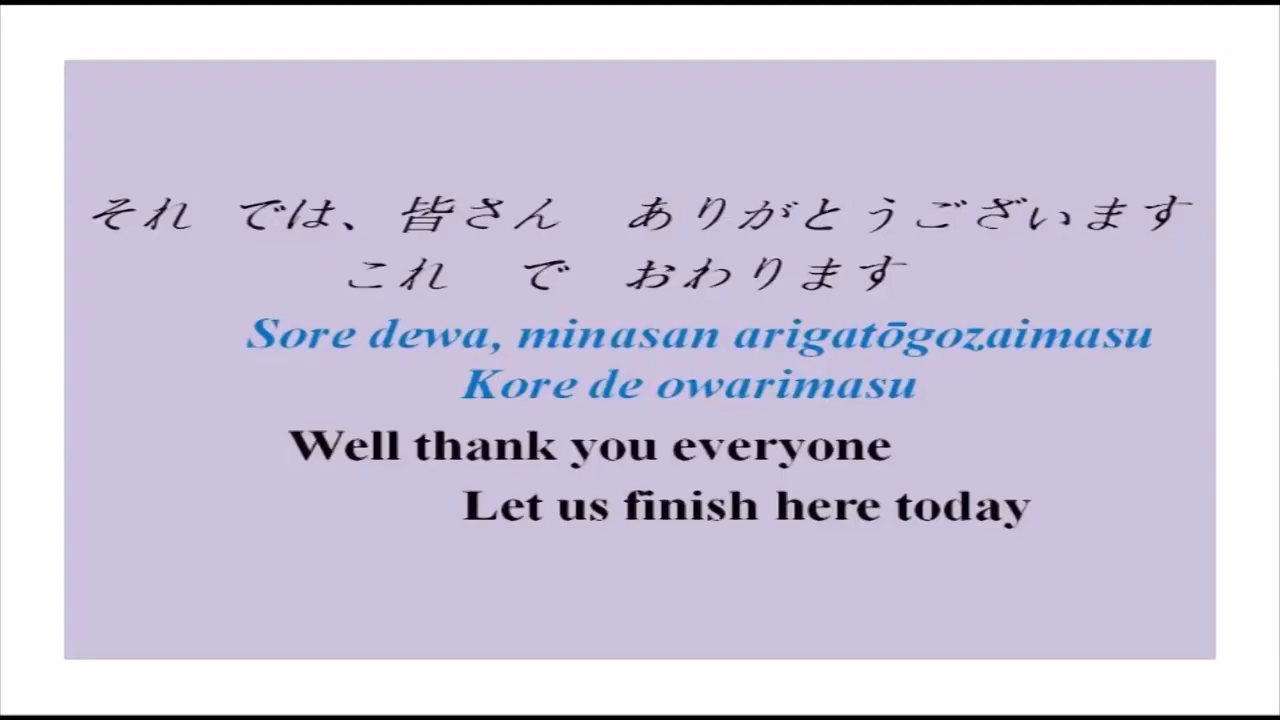 それ では、皆さん ありがとうございます
これ で おわります
Sore dewa, minasan arigatōgozaimasu
Kore de owarimasu
Well thank you everyone
Let us finish here today